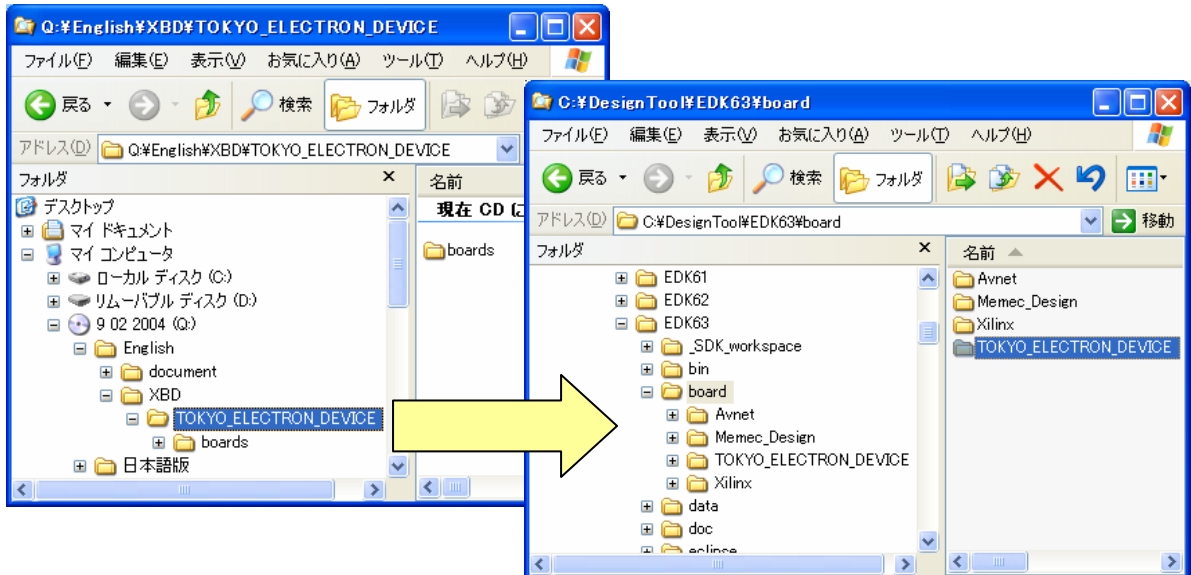 Q:¥English¥XBD¥TOKYO_ELECTRON_DEVICE
ファイル(F) 編集(E) 表示(V) お気に入り(A) ツール(T) ヘルプ(H)
戻る 検索 フォルダ
アドレス(D) Q:¥English¥XBD¥TOKYO_ELECTRON_DEVICE
フォルダ ×
名前
デスクトップ
マイ ドキュメント
マイ コンピュータ
ローカル ディスク (C:)
リムーバブル ディスク (D:)
9 02 2004 (Q:)
English
document
XBD
TOKYO_ELECTRON_DEVICE
boards
日本語版
現在 CD に
boards
C:¥DesignTool¥EDK63¥board
ファイル(F) 編集(E) 表示(V) お気に入り(A) ツール(T) ヘルプ(H)
戻る 検索 フォルダ
アドレス(D) C:¥DesignTool¥EDK63¥board 移動
フォルダ ×
名前
EDK61
EDK62
EDK63
_SDK_workspace
bin
board
Avnet
Memec_Design
TOKYO_ELECTRON_DEVICE
Xilinx
data
doc
eclipse
Avnet
Memec_Design
Xilinx
TOKYO_ELECTRON_DEVICE